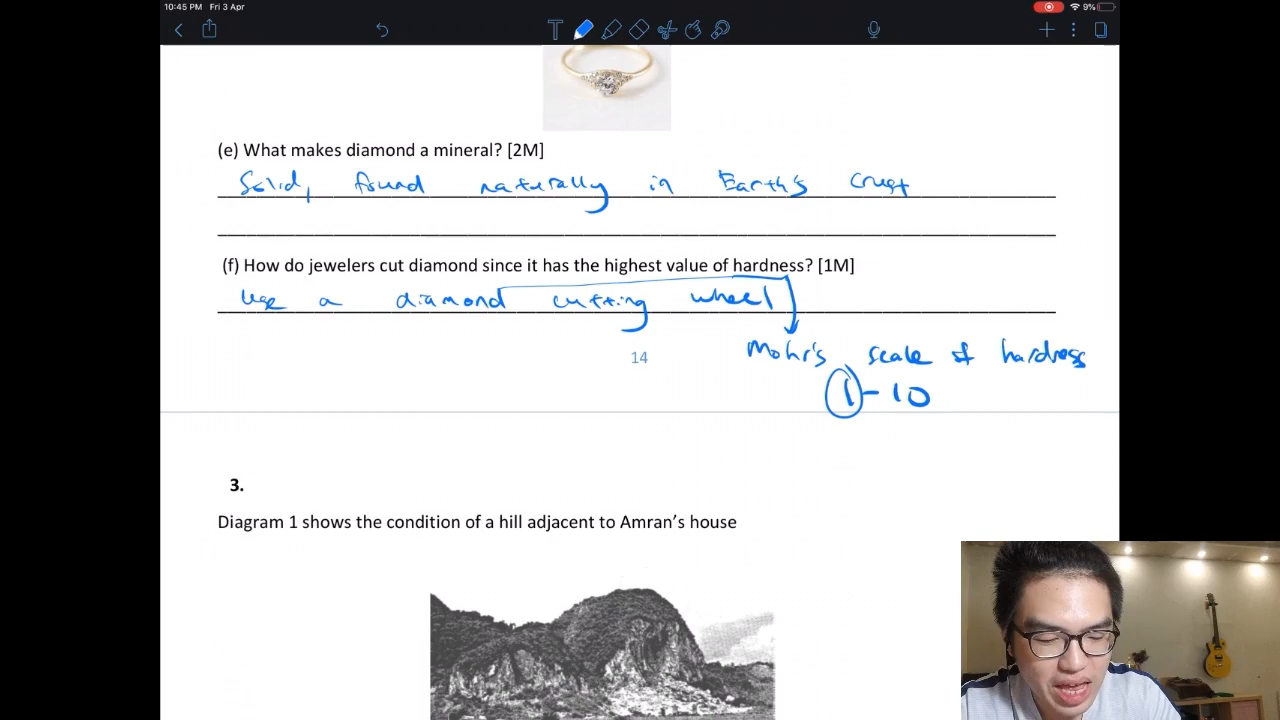 10:45 PM Fri 3 Apr
9%
T
(e) What makes diamond a mineral? [2M]
Solid, found naturally in Earth's crust
(f) How do jewelers cut diamond since it has the highest value of hardness? [1M]
Use a diamond cutting wheel
14
Mohr's scale of hardness
1 - 10
3.
Diagram 1 shows the condition of a hill adjacent to Amran's house